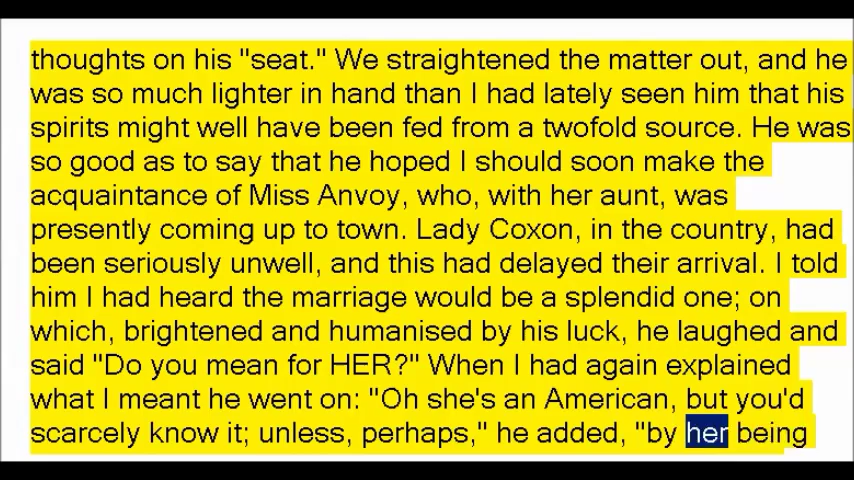 thoughts on his "seat." We straightened the matter out, and he
was so much lighter in hand than I had lately seen him that his
spirits might well have been fed from a twofold source. He was
so good as to say that he hoped I should soon make the
acquaintance of Miss Anvoy, who, with her aunt, was
presently coming up to town. Lady Coxon, in the country, had
been seriously unwell, and this had delayed their arrival. I told
him I had heard the marriage would be a splendid one; on
which, brightened and humanised by his luck, he laughed and
said "Do you mean for HER?" When I had again explained
what I meant he went on: "Oh she's an American, but you'd
scarcely know it; unless, perhaps," he added, "by her being